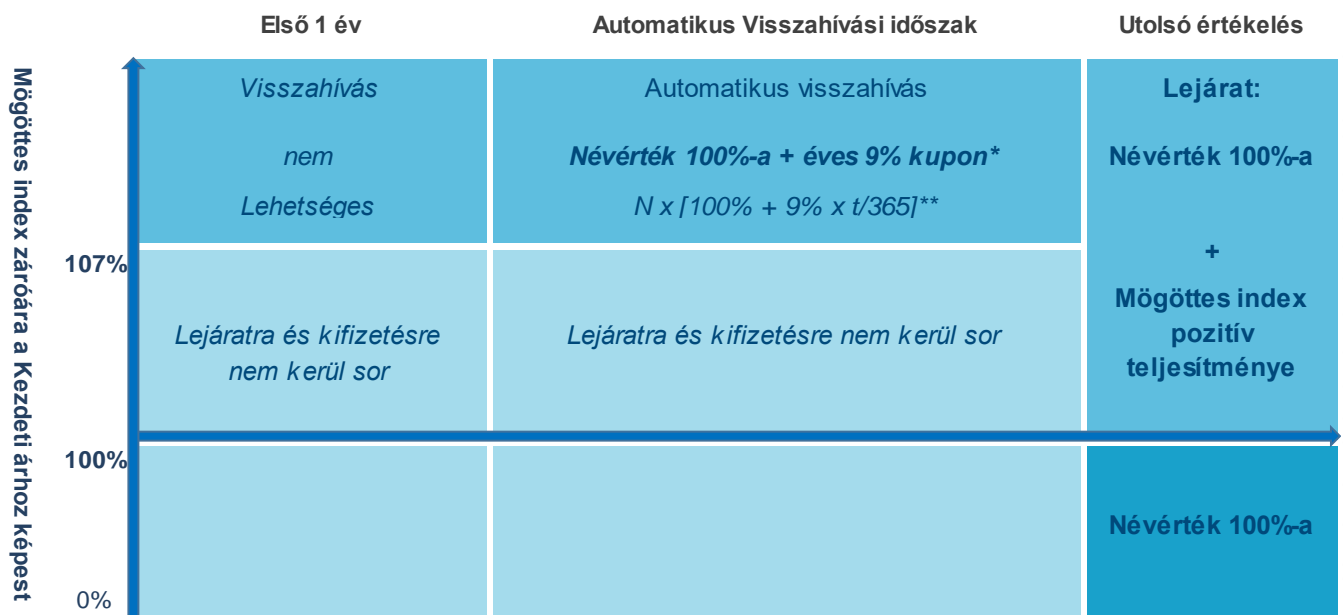 Első 1 év
Automatikus Visszahívási időszak
Utolsó értékelés
Mögöttes index záróára a Kezdeti árhoz képest
107%
100%
0%
Visszahívás
nem
Lehetséges
Automatikus visszahívás
Névérték 100%-a + éves 9% kupon*
N x [100% + 9% x t/365]**
Lejárat:
Névérték 100%-a
+
Mögöttes index
pozitív
teljesítménye
Lejáratra és kifizetésre
nem kerül sor
Lejáratra és kifizetésre nem kerül sor
Névérték 100%-a